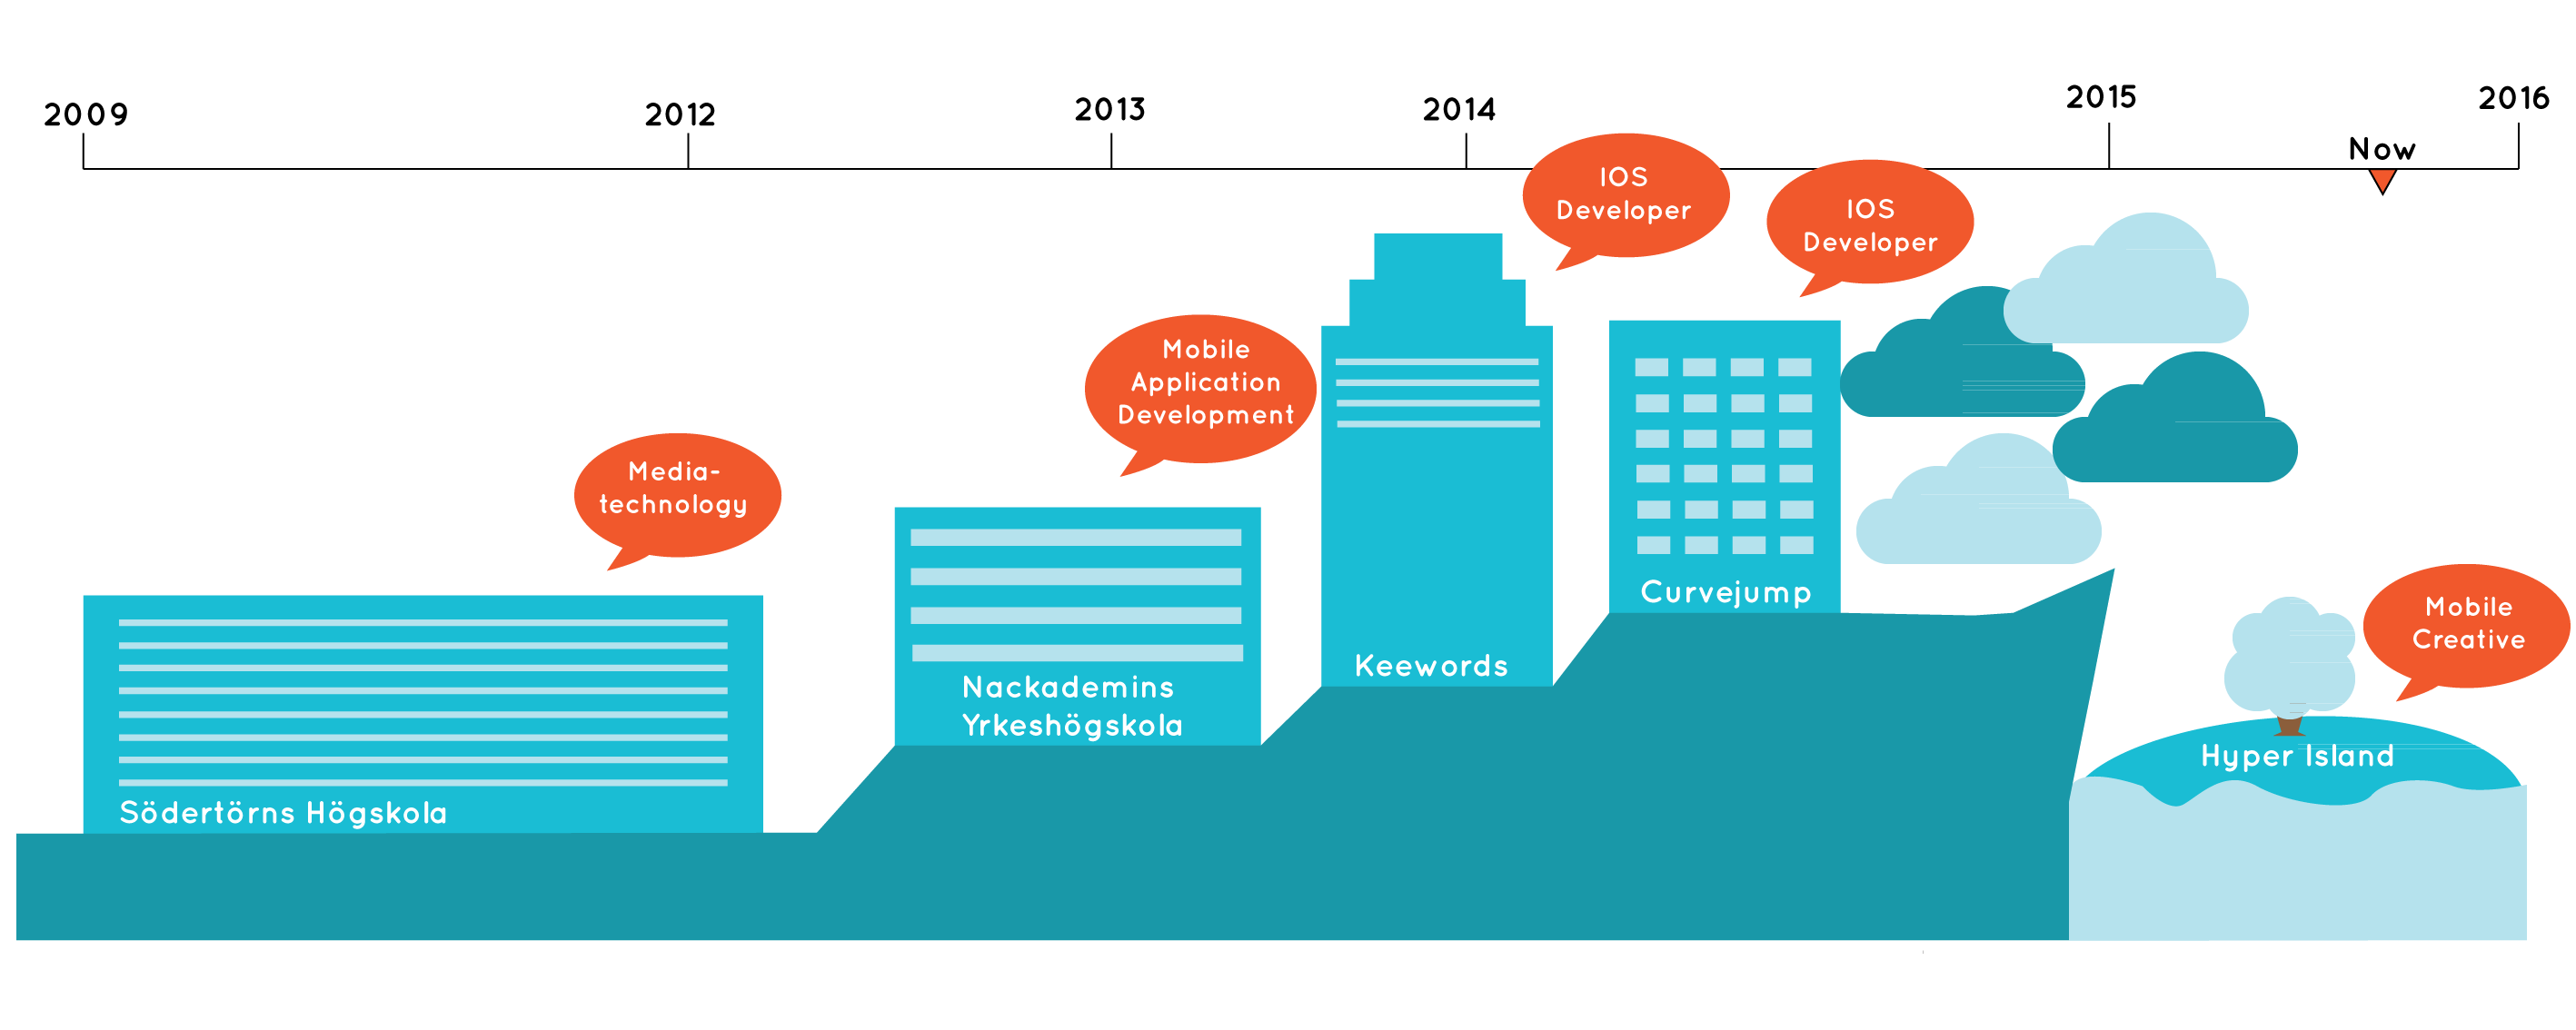 2009
2012
2013
2014
2015
2016
Now
IOS
Developer
IOS
Developer
Mobile
Application
Development
Media-
technology
Curvejump
Mobile
Creative
Keewords
Nackademins
Yrkeshögskola
Hyper Island
Södertörns Högskola